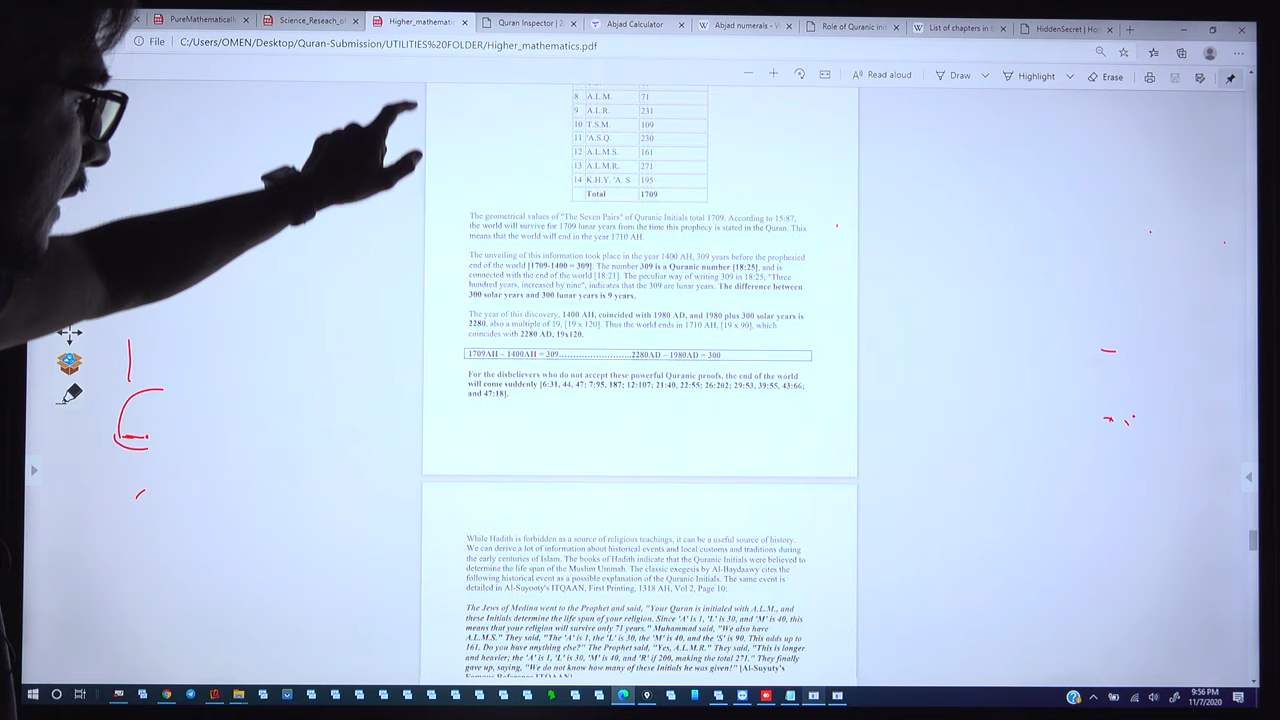 PureMathematicall
Science_Reseach_of
Higher_mathematic
Quran Inspector | 2
Abjad Calculator
Abjad numerals - W
Role of Quranic init
List of chapters in t
HiddenSecret | Ho
File
C:/Users/OMEN/Desktop/Quran-Submission/UTILITIES%20FOLDER/Higher_mathematics.pdf
Read aloud
Draw
Highlight
Erase
8 A.L.M. 71
9 A.L.R. 231
10 T.S.M. 109
11 'A.S.Q. 230
12 A.L.M.S. 161
13 A.L.M.R. 271
14 K.H.Y. 'A. S 195
Total 1709
The geometrical values of "The Seven Pairs" of Quranic Initials total 1709. According to 15:87,
the world will survive for 1709 lunar years from the time this prophecy is stated in the Quran. This
means that the world will end in the year 1710 AH.
The unveiling of this information took place in the year 1400 AH, 309 years before the prophesied
end of the world [1709-1400 = 309]. The number 309 is a Quranic number [18:25], and is
connected with the end of the world [18:21]. The peculiar way of writing 309 in 18:25, "Three
hundred years, increased by nine", indicates that the 309 are lunar years. The difference between
300 solar years and 300 lunar years is 9 years.
The year of this discovery, 1400 AH, coincided with 1980 AD, and 1980 plus 300 solar years is
2280, also a multiple of 19, [19 x 120]. Thus the world ends in 1710 AH, [19 x 90], which
coincides with 2280 AD, 19x120.
1709AH – 1400AH = 309........................2280AD – 1980AD = 300
For the disbelievers who do not accept these powerful Quranic proofs, the end of the world
will come suddenly [6:31, 44, 47; 7:95, 187; 12:107; 21:40, 22:55; 26:202; 29:53, 39:55, 43:66;
and 47:18].
While Hadith is forbidden as a source of religious teachings, it can be a useful source of history.
We can derive a lot of information about historical events and local customs and traditions during
the early centuries of Islam. The books of Hadith indicate that the Quranic Initials were believed to
determine the life span of the Muslim Ummah. The classic exegesis by Al-Baydaawy cites the
following historical event as a possible explanation of the Quranic Initials. The same event is
detailed in Al-Suyooty's ITQAAN, First Printing, 1318 AH, Vol 2, Page 10:
The Jews of Medina went to the Prophet and said, "Your Quran is initialed with A.L.M., and
these Initials determine the life span of your religion. Since 'A' is 1, 'L' is 30, and 'M' is 40, this
means that your religion will survive only 71 years." Muhammad said, "We also have
A.L.M.S." They said, "The 'A' is 1, the 'L' is 30, the 'M' is 40, and the 'S' is 90. This adds up to
161. Do you have anything else?" The Prophet said, "Yes, A.L.M.R." They said, "This is longer
and heavier; the 'A' is 1, 'L' is 30, 'M' is 40, and 'R' if 200, making the total 271." They finally
gave up, saying, "We do not know how many of these Initials he was given!" [Al-Suyuty's
9:56 PM
11/7/2020